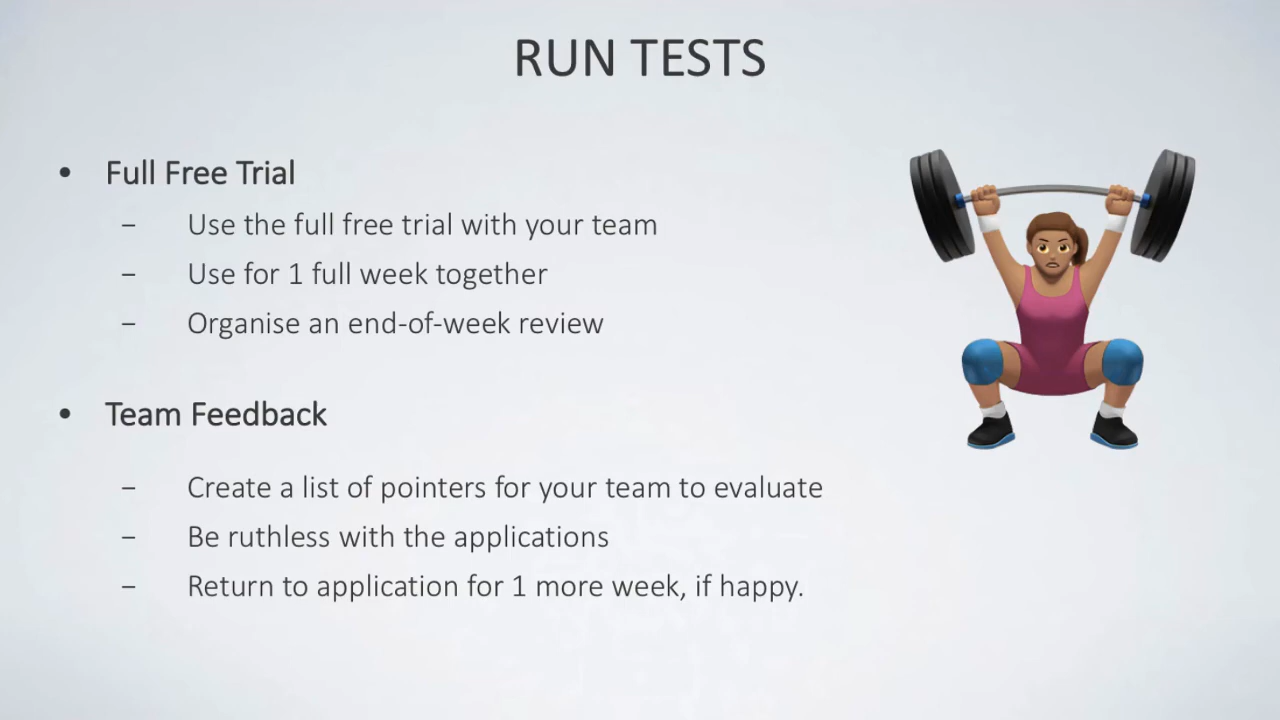 RUN TESTS
• Full Free Trial
– Use the full free trial with your team
– Use for 1 full week together
– Organise an end-of-week review
• Team Feedback
– Create a list of pointers for your team to evaluate
– Be ruthless with the applications
– Return to application for 1 more week, if happy.